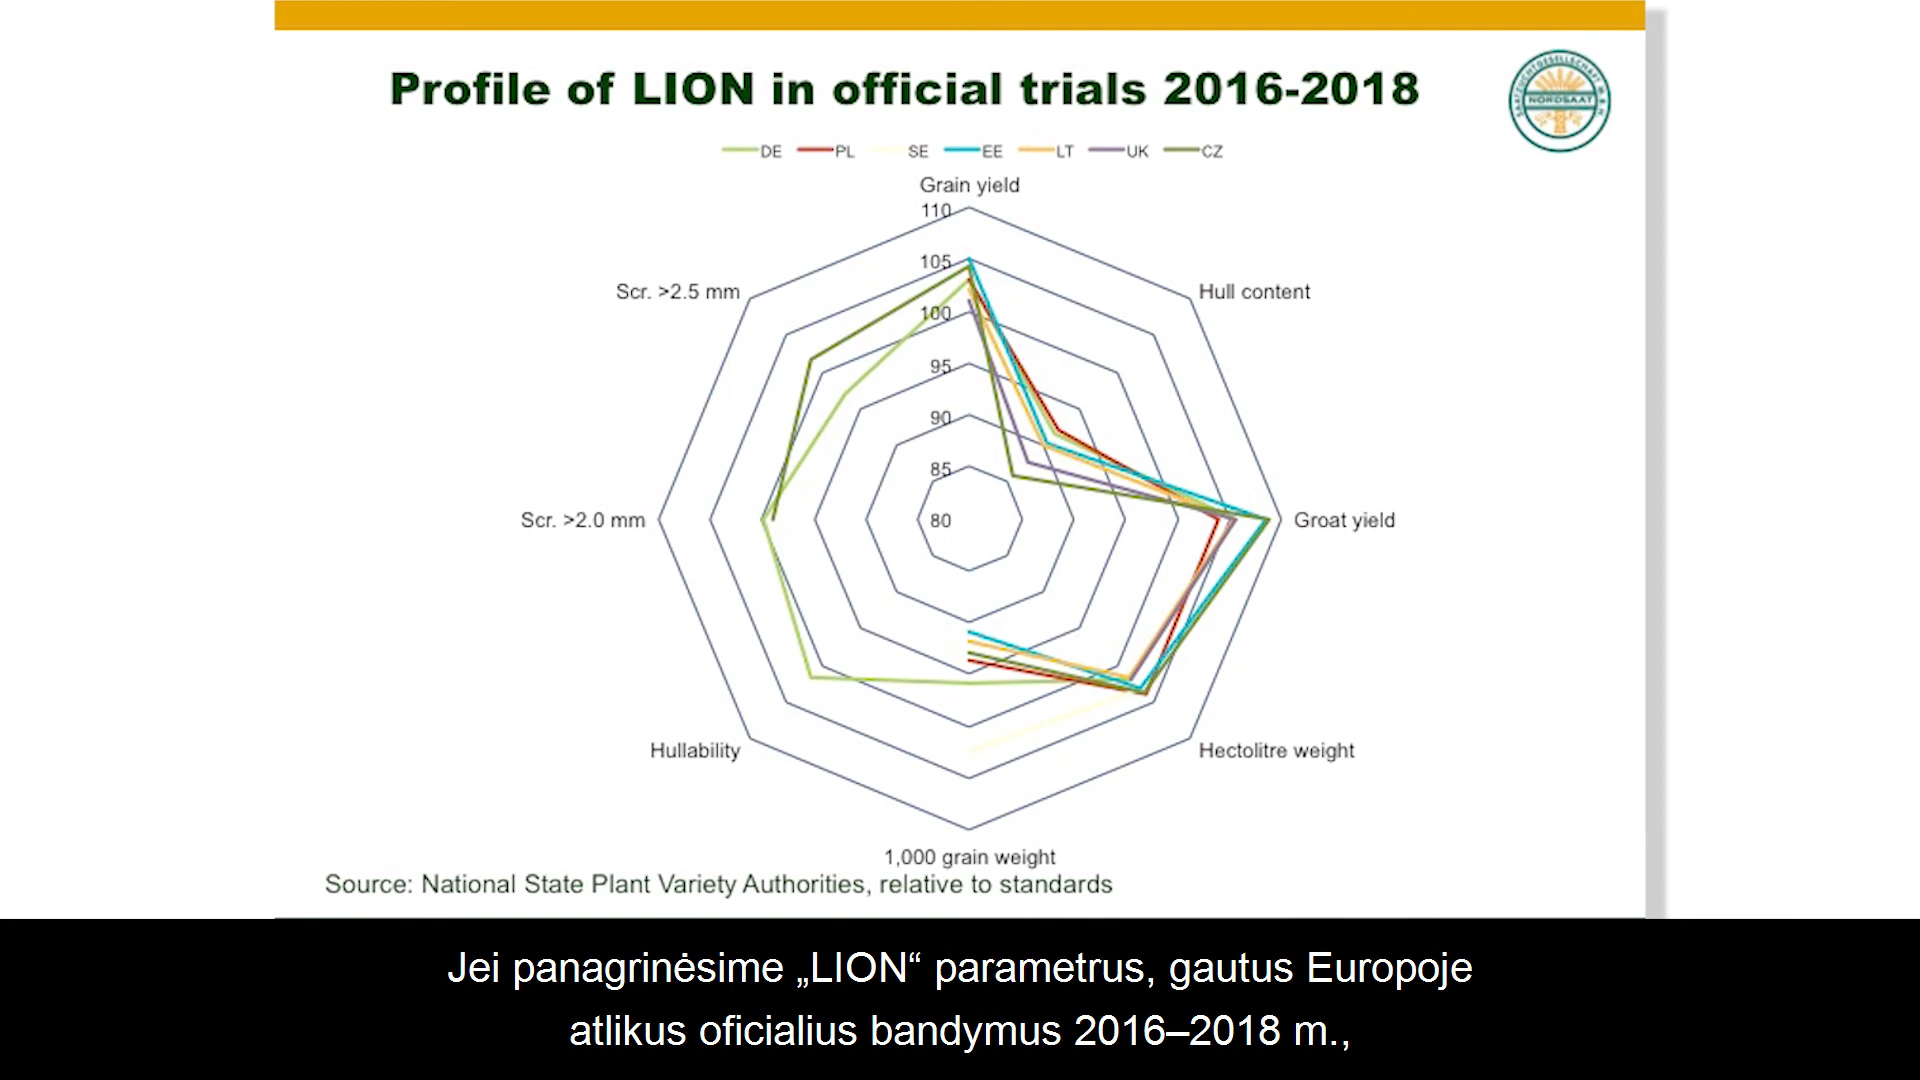 Profile of LION in official trials 2016-2018
NORDSAAT
DE PL SE EE LT UK CZ
Grain yield
110
105
100
95
90
85
80
Scr. >2.5 mm
Hull content
Scr. >2.0 mm
Groat yield
Hullability
Hectolitre weight
1,000 grain weight
Source: National State Plant Variety Authorities, relative to standards
Jei panagrinėsime „LION“ parametrus, gautus Europoje
atlikus oficialius bandymus 2016–2018 m.,